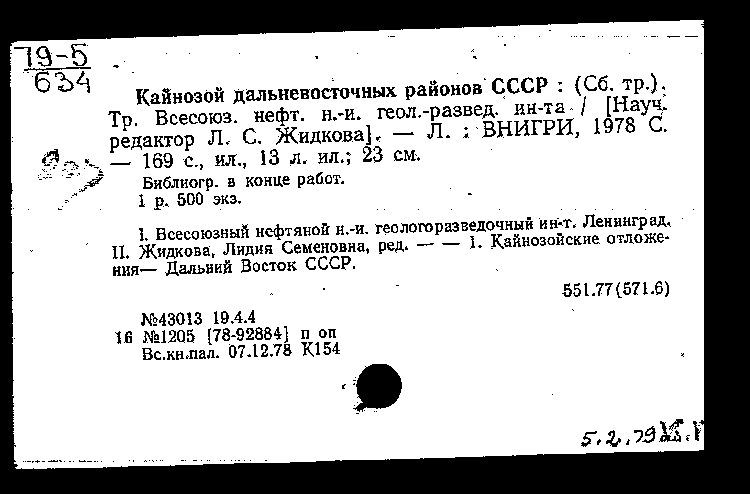 79-5
634
Кайнозой дальневосточных районов СССР : (Сб. тр.).
Тр. Всесоюз. нефт. н.-и. геол.-развед. ин-та / [Науч.
редактор Л. С. Жидкова]. — Л. : ВНИГРИ, 1978 С.
— 169 с., ил., 13 л. ил.; 23 см.
Библиогр. в конце работ.
1 р. 500 экз.
I. Всесоюзный нефтяной н.-и. геологоразведочный ин-т. Ленинград.
II. Жидкова, Лидия Семеновна, ред. — — 1. Кайнозойские отложе-
ния— Дальний Восток СССР.
551.77(571.6)
№43013 19.4.4
16 №1205 [78-92884] п оп
Вс.кн.пал. 07.12.78 К154
5.2.79